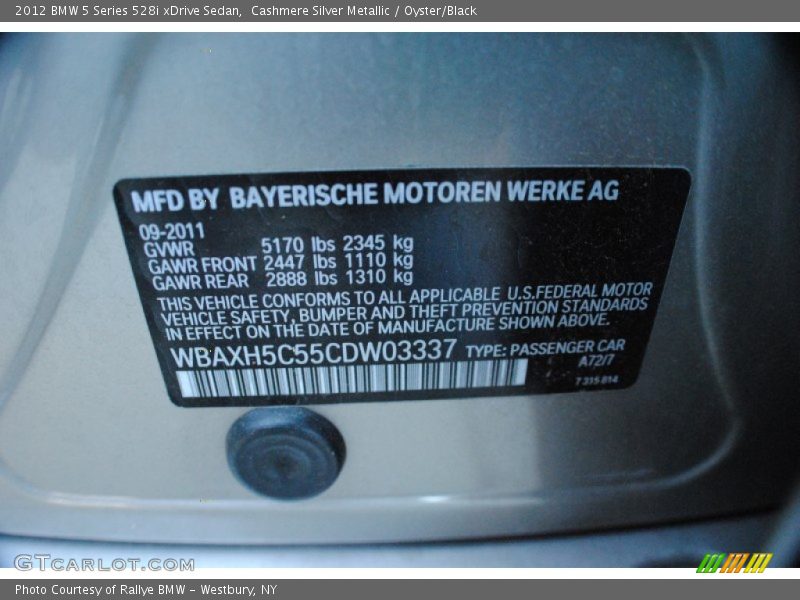 2012 BMW 5 Series 528i xDrive Sedan,  Cashmere Silver Metallic / Oyster/Black
MFD BY BAYERISCHE MOTOREN WERKE AG
09-2011
GVWR 5170 lbs 2345 kg
GAWR FRONT 2447 lbs 1110 kg
GAWR REAR 2888 lbs 1310 kg
THIS VEHICLE CONFORMS TO ALL APPLICABLE U.S.FEDERAL MOTOR
VEHICLE SAFETY, BUMPER AND THEFT PREVENTION STANDARDS
IN EFFECT ON THE DATE OF MANUFACTURE SHOWN ABOVE.
WBAXH5C55CDW03337 TYPE: PASSENGER CAR
A72/7
7 315 814
GTCARLOT.COM
Photo Courtesy of Rallye BMW - Westbury, NY